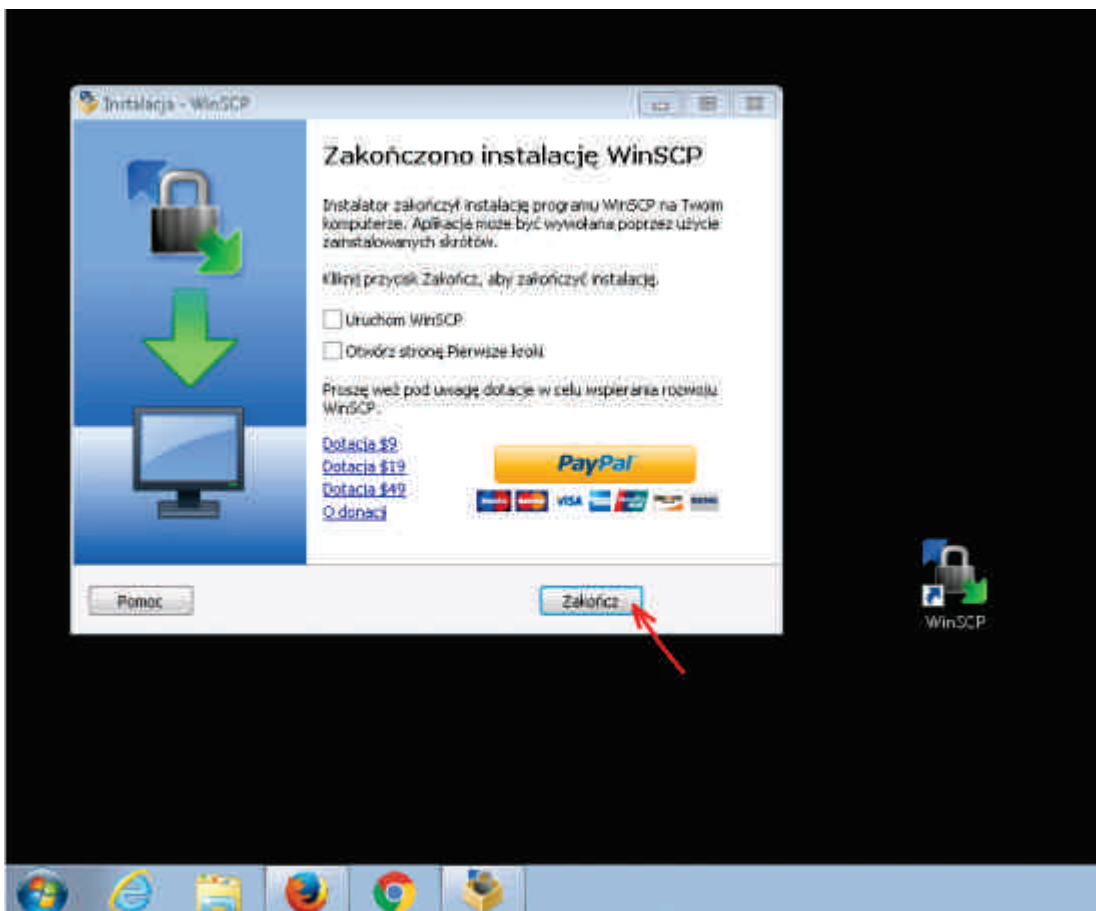 Instalacja - WinSCP
Zakończono instalację WinSCP
Instalator zakończył instalację programu WinSCP na Twoim
komputerze. Aplikacja może być wywołana poprzez użycie
zainstalowanych skrótów.
Kliknij przycisk Zakończ, aby zakończyć instalację.
Uruchom WinSCP
Otwórz stronę Pierwsze kroki
Proszę weź pod uwagę dotacje w celu wspierania rozwoju
WinSCP.
Dotacja $9
Dotacja $19
Dotacja $49
O donacji
PayPal
VISA
Pomoc
Zakończ
WinSCP